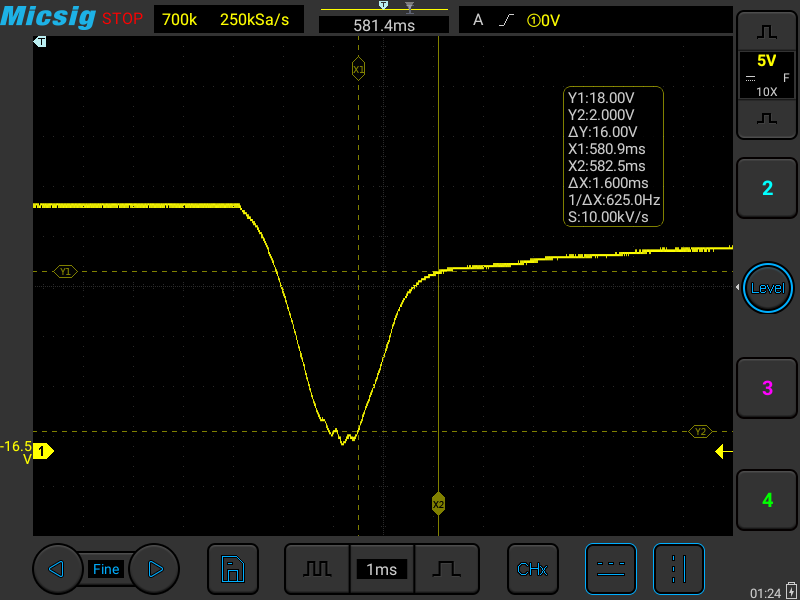 Micsig STOP 700k 250kSa/s T 581.4ms A ①0V
T
X1
5V
F
10X
Y1:18.00V
Y2:2.000V
ΔY:16.00V
X1:580.9ms
X2:582.5ms
ΔX:1.600ms
1/ΔX:625.0Hz
S:10.00kV/s
2
Y1
Level
3
Y2
-16.5
V
1
X2
4
Fine
1ms
CHx
01:24